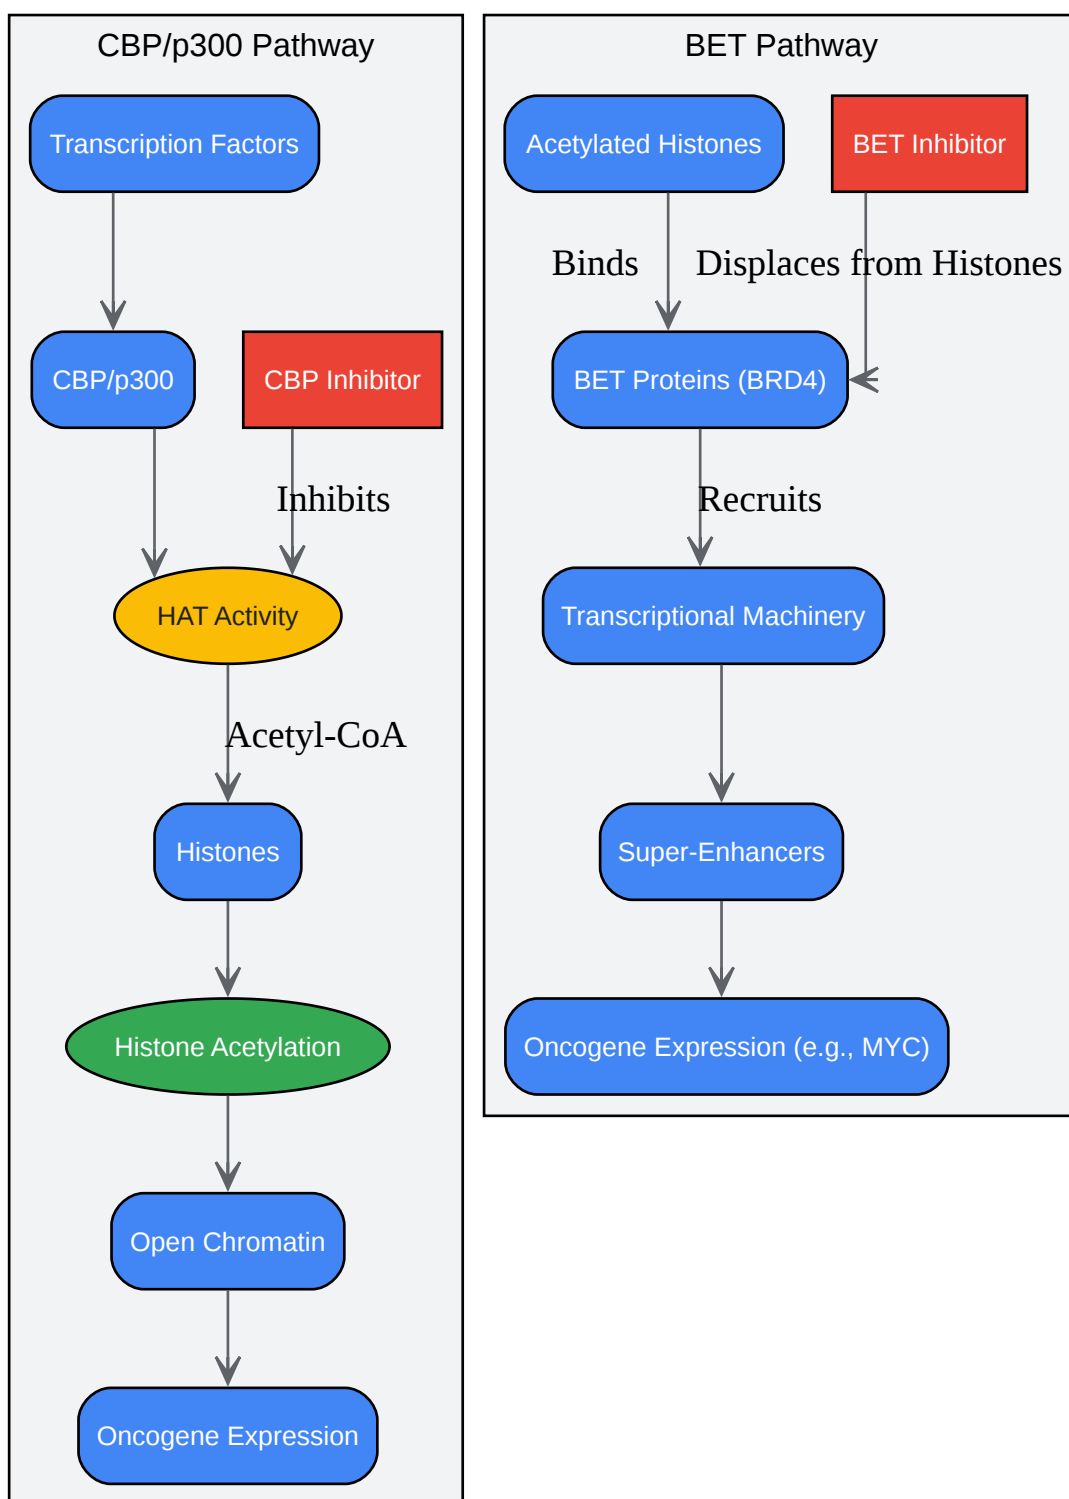 CBP/p300 Pathway
Transcription Factors
CBP/p300
CBP Inhibitor
Inhibits
HAT Activity
Acetyl-CoA
Histones
Histone Acetylation
Open Chromatin
Oncogene Expression
BET Pathway
Acetylated Histones
BET Inhibitor
Binds
Displaces from Histones
BET Proteins (BRD4)
Recruits
Transcriptional Machinery
Super-Enhancers
Oncogene Expression (e.g., MYC)